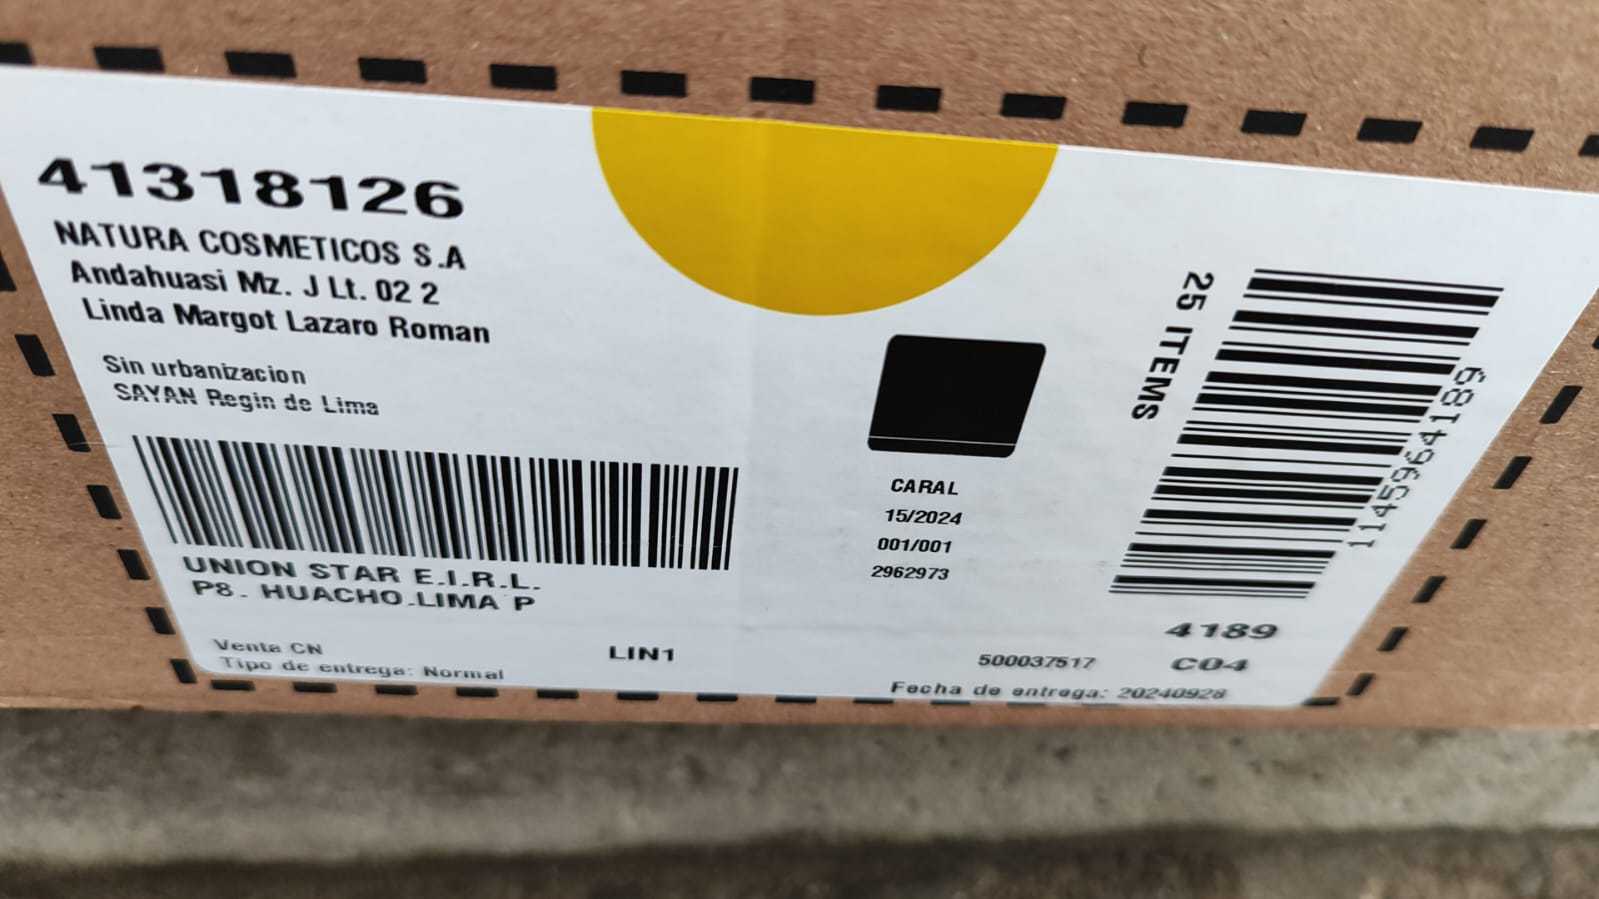 41318126
NATURA COSMETICOS S.A
Andahuasi Mz. J Lt. 02 2
Linda Margot Lazaro Roman
Sin urbanizacion
SAYAN Regin de Lima
UNION STAR E.I.R.L.
P8. HUACHO.LIMA P
Venta CN
Tipo de entrega: Normal
LIN1
CARAL
15/2024
001/001
2962973
25 ITEMS
1145964189
4189
500037517
C04
Fecha de entrega: 20240928